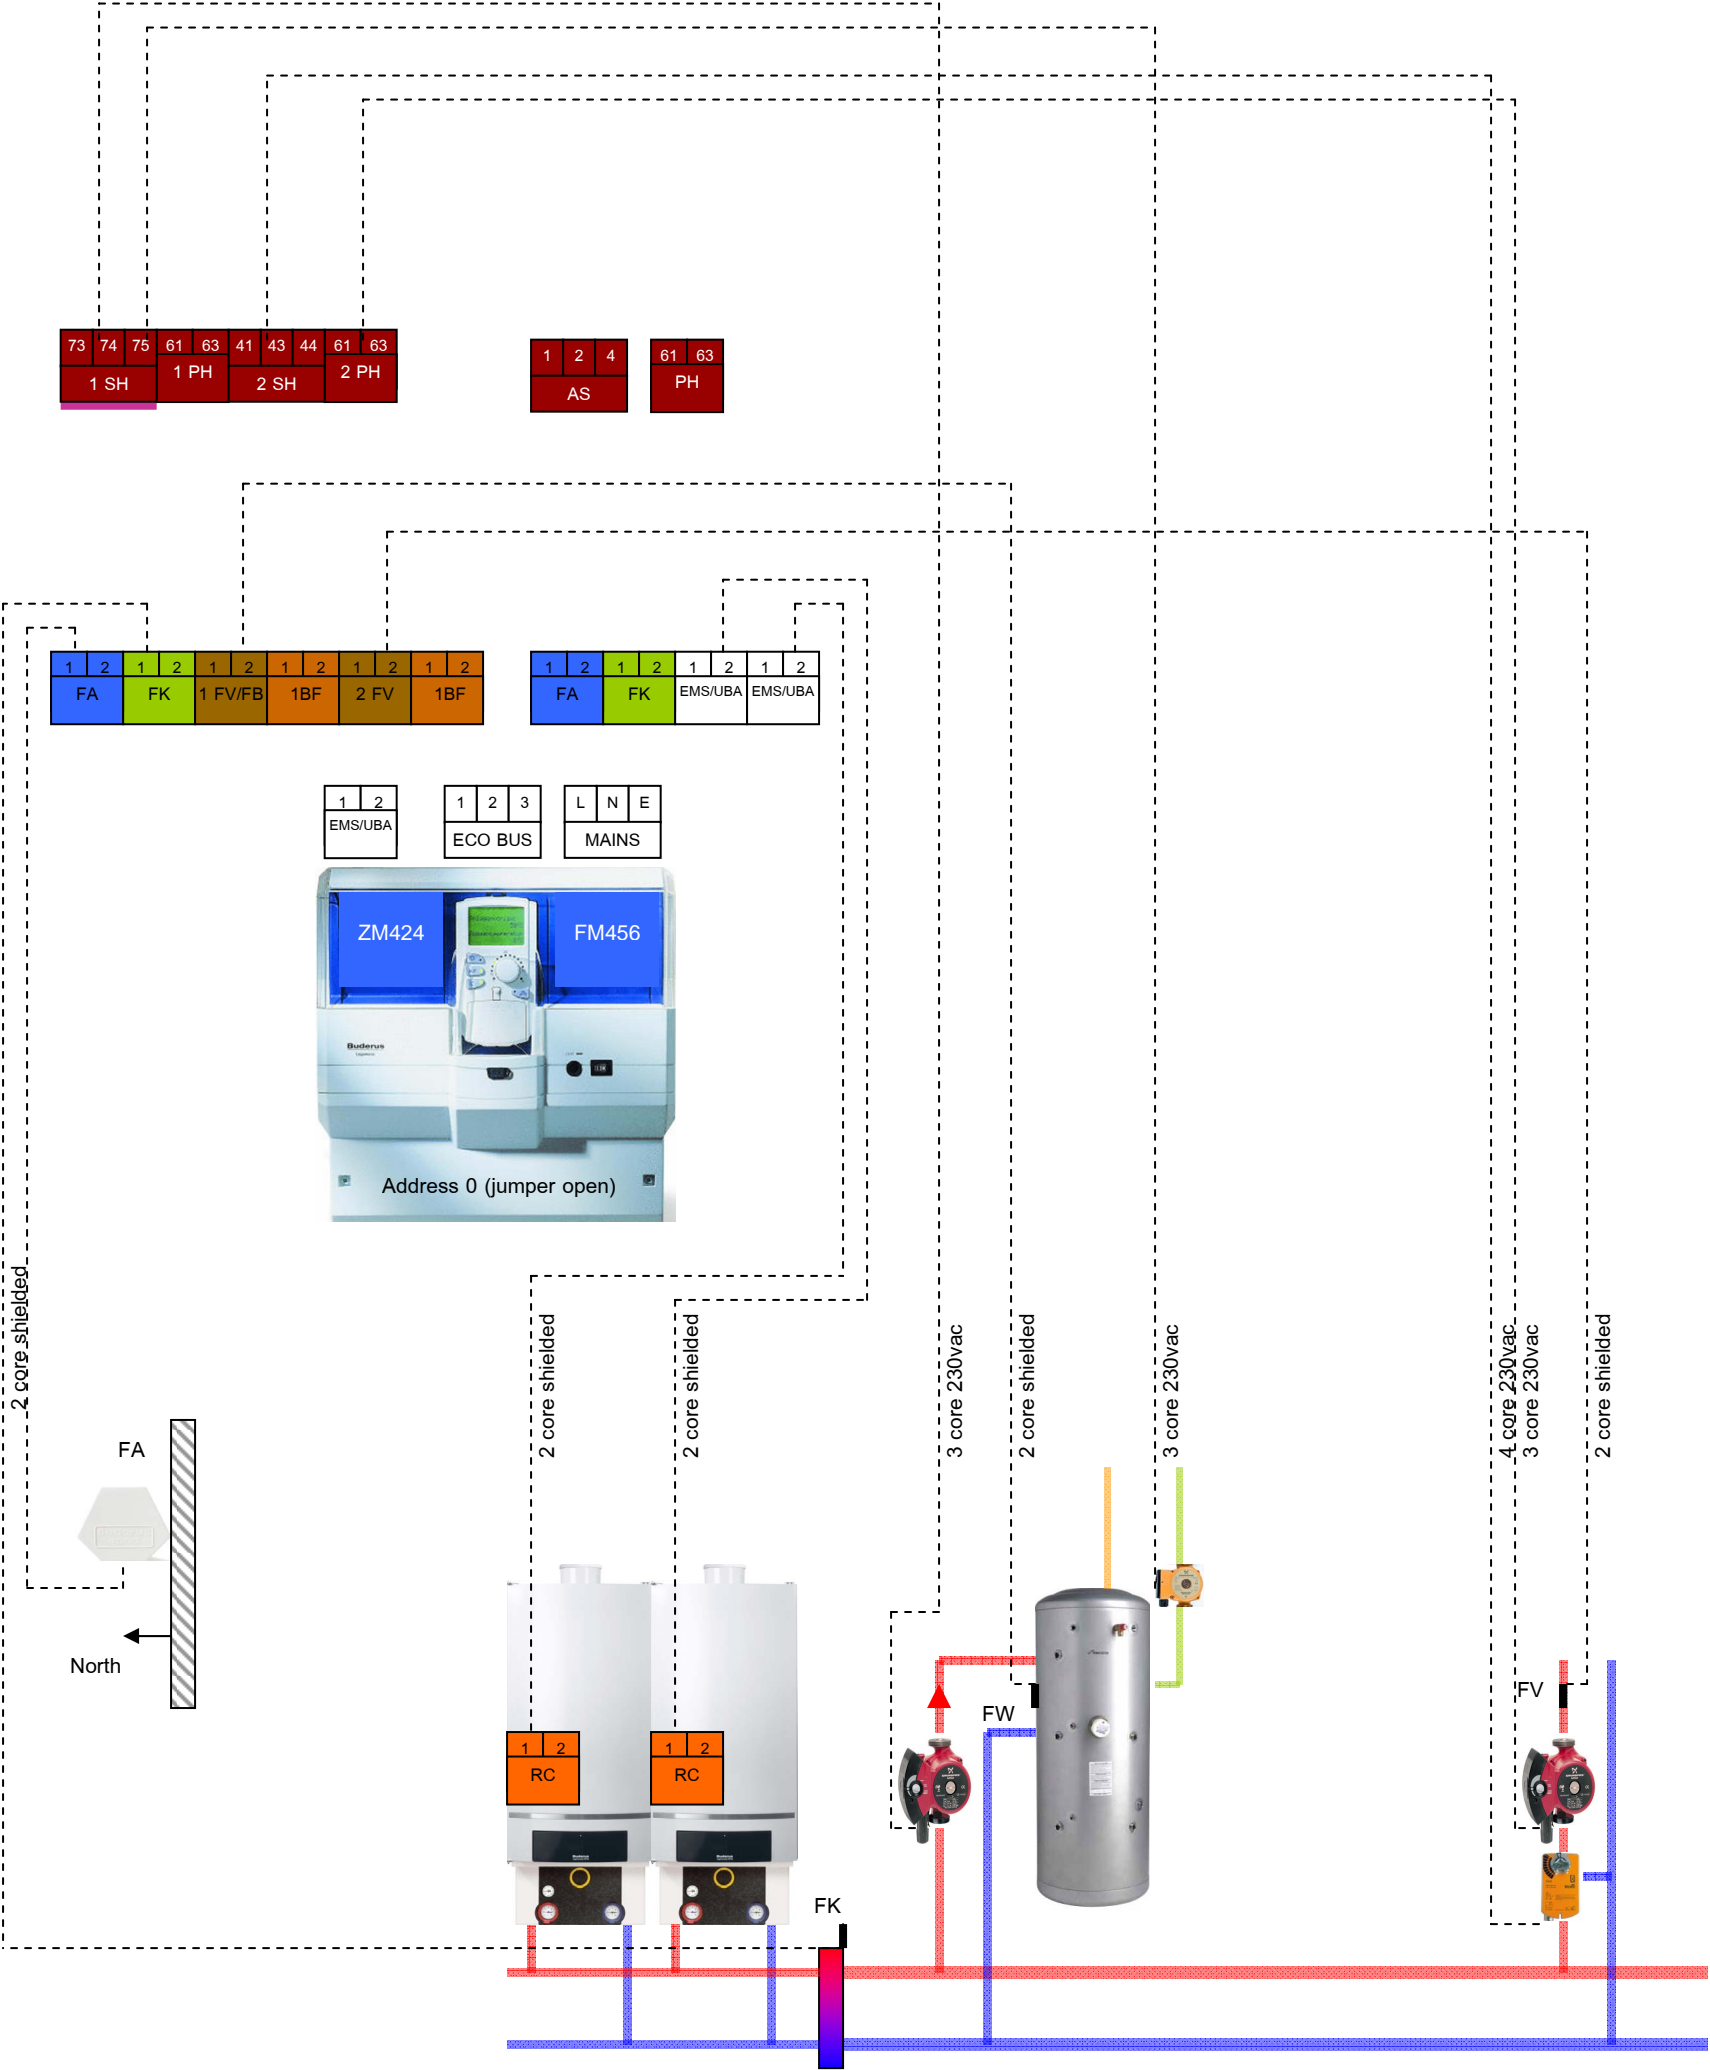 73 74 75 61 63 41 43 44 61 63
1 SH 1 PH 2 SH 2 PH
1 2 4
AS
61 63
PH
1 2 1 2 1 2 1 2 1 2 1 2
FA FK 1 FV/FB 1BF 2 FV 1BF
1 2 1 2 1 2 1 2
FA FK EMS/UBA EMS/UBA
1 2
EMS/UBA
1 2 3
ECO BUS
L N E
MAINS
ZM424
FM456
Buderus
Address 0 (jumper open)
2 core shielded
2 core shielded
2 core shielded
3 core 230vac
2 core shielded
3 core 230vac
4 core 230vac
3 core 230vac
2 core shielded
FA
North
FW
FV
1 2
RC
1 2
RC
Buderus
Buderus
FK